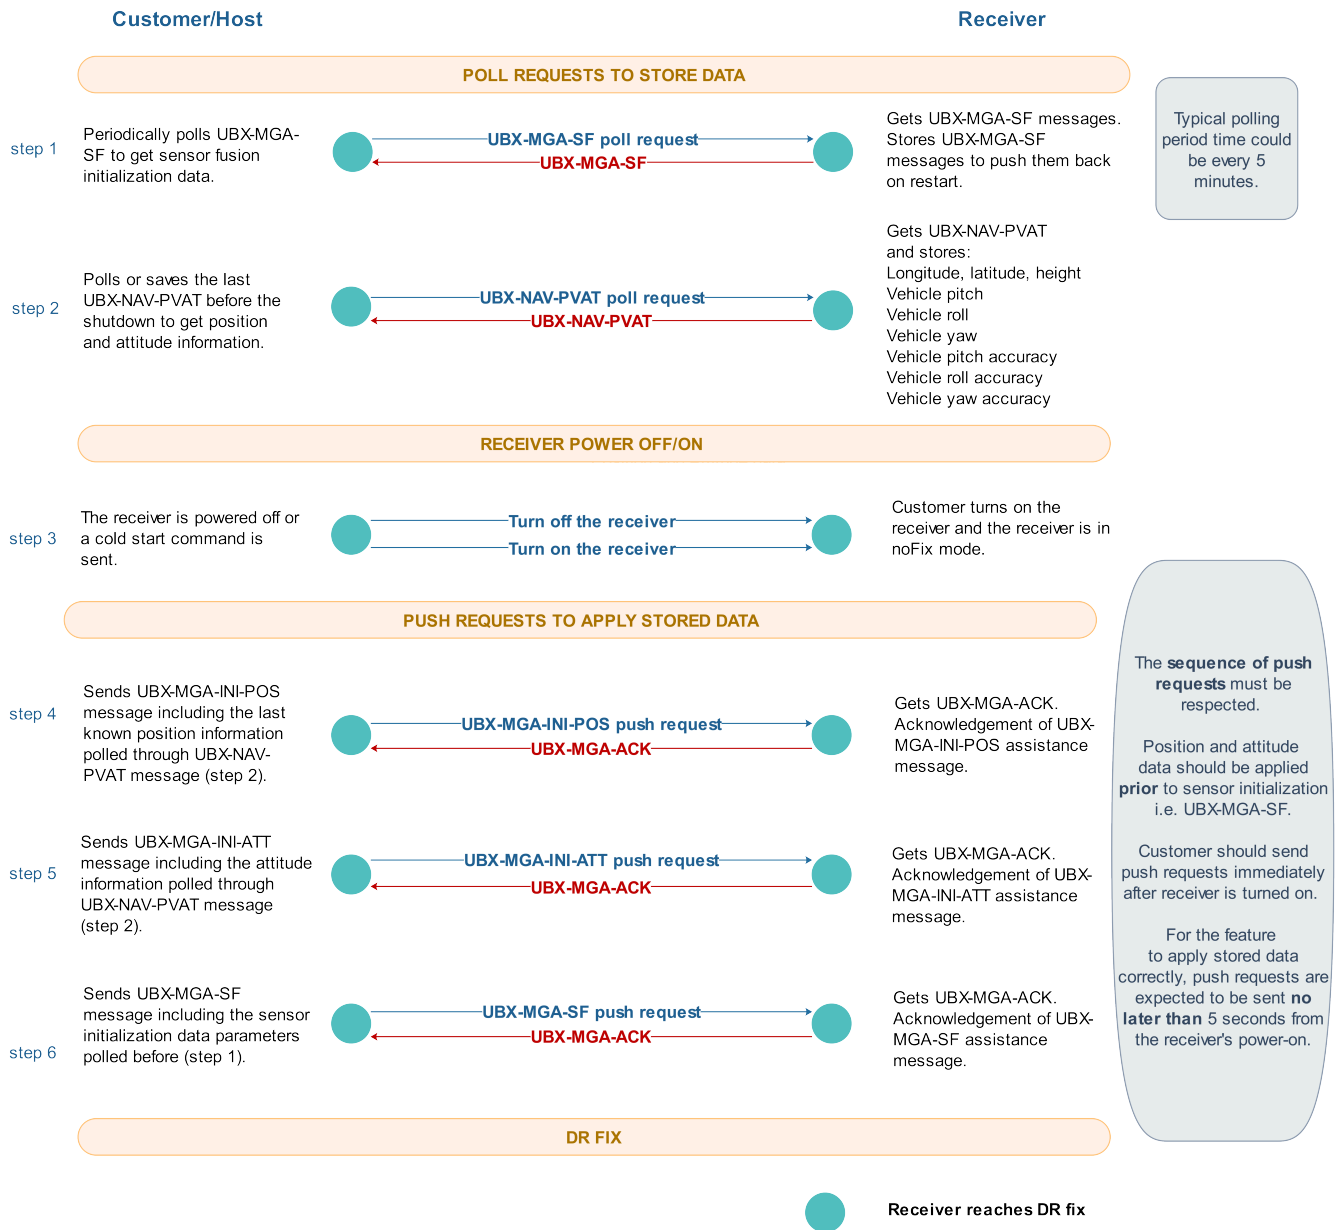 Customer/Host
Receiver
POLL REQUESTS TO STORE DATA
step 1
Periodically polls UBX-MGA-
SF to get sensor fusion
initialization data.
UBX-MGA-SF poll request
UBX-MGA-SF
Gets UBX-MGA-SF messages.
Stores UBX-MGA-SF
messages to push them back
on restart.
Typical polling
period time could
be every 5
minutes.
step 2
Polls or saves the last
UBX-NAV-PVAT before the
shutdown to get position
and attitude information.
UBX-NAV-PVAT poll request
UBX-NAV-PVAT
Gets UBX-NAV-PVAT
and stores:
Longitude, latitude, height
Vehicle pitch
Vehicle roll
Vehicle yaw
Vehicle pitch accuracy
Vehicle roll accuracy
Vehicle yaw accuracy
RECEIVER POWER OFF/ON
step 3
The receiver is powered off or
a cold start command is
sent.
Turn off the receiver
Turn on the receiver
Customer turns on the
receiver and the receiver is in
noFix mode.
PUSH REQUESTS TO APPLY STORED DATA
step 4
Sends UBX-MGA-INI-POS
message including the last
known position information
polled through UBX-NAV-
PVAT message (step 2).
UBX-MGA-INI-POS push request
UBX-MGA-ACK
Gets UBX-MGA-ACK.
Acknowledgement of UBX-
MGA-INI-POS assistance
message.
step 5
Sends UBX-MGA-INI-ATT
message including the attitude
information polled through
UBX-NAV-PVAT message
(step 2).
UBX-MGA-INI-ATT push request
UBX-MGA-ACK
Gets UBX-MGA-ACK.
Acknowledgement of UBX-
MGA-INI-ATT assistance
message.
step 6
Sends UBX-MGA-SF
message including the sensor
initialization data parameters
polled before (step 1).
UBX-MGA-SF push request
UBX-MGA-ACK
Gets UBX-MGA-ACK.
Acknowledgement of UBX-
MGA-SF assistance
message.
The sequence of push
requests must be
respected.
Position and attitude
data should be applied
prior to sensor initialization
i.e. UBX-MGA-SF.
Customer should send
push requests immediately
after receiver is turned on.
For the feature
to apply stored data
correctly, push requests are
expected to be sent no
later than 5 seconds from
the receiver's power-on.
DR FIX
Receiver reaches DR fix